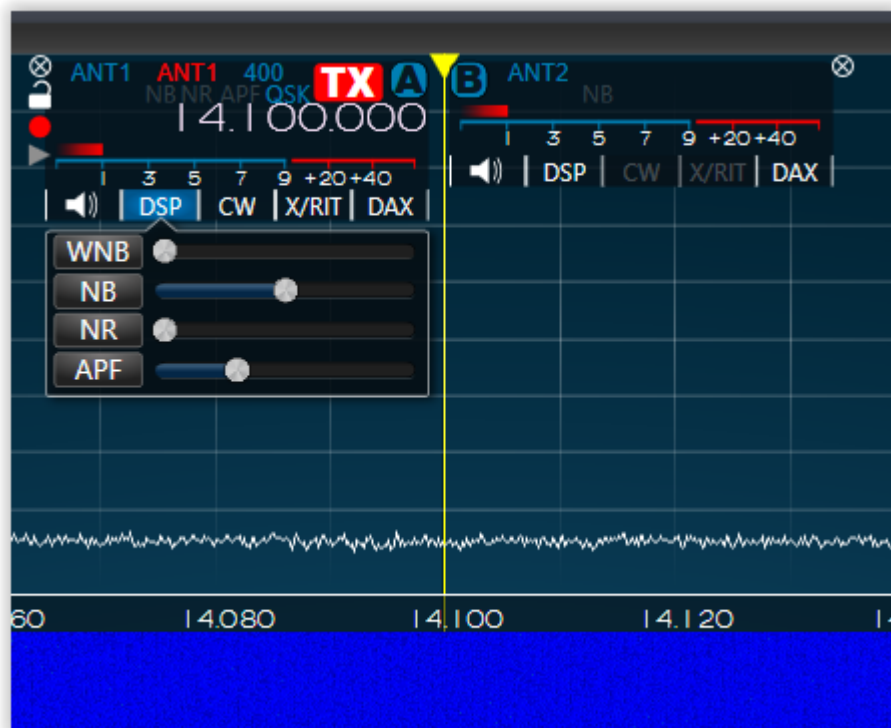 ANT1 ANT1 400 TX A
NB NR APF QSK
14.100.000
1 3 5 7 9 +20 +40
DSP CW X/RIT DAX
WNB
NB
NR
APF
B ANT2
NB
1 3 5 7 9 +20 +40
DSP CW X/RIT DAX
60 14.080 14.100 14.120 14